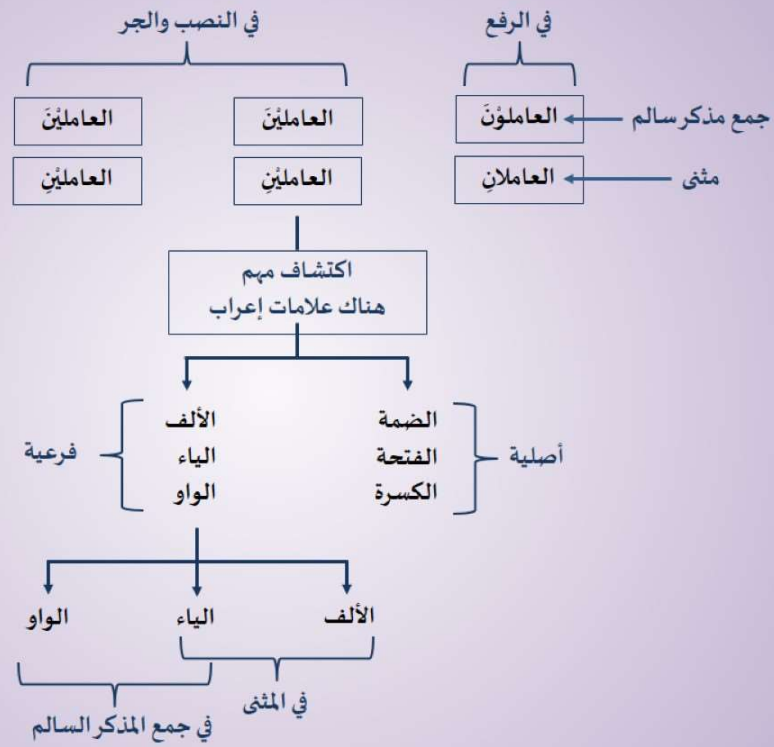 في الرفع
في النصب والجر
جمع مذكر سالم
العاملوْنَ
العامليْنَ
العامليْنَ
مثنى
العاملانِ
العامليْنِ
العامليْنِ
اكتشاف مهم
هناك علامات إعراب
أصلية
الضمة
الفتحة
الكسرة
الألف
الياء
الواو
فرعية
الألف
الياء
الواو
في المثنى
في جمع المذكر السالم